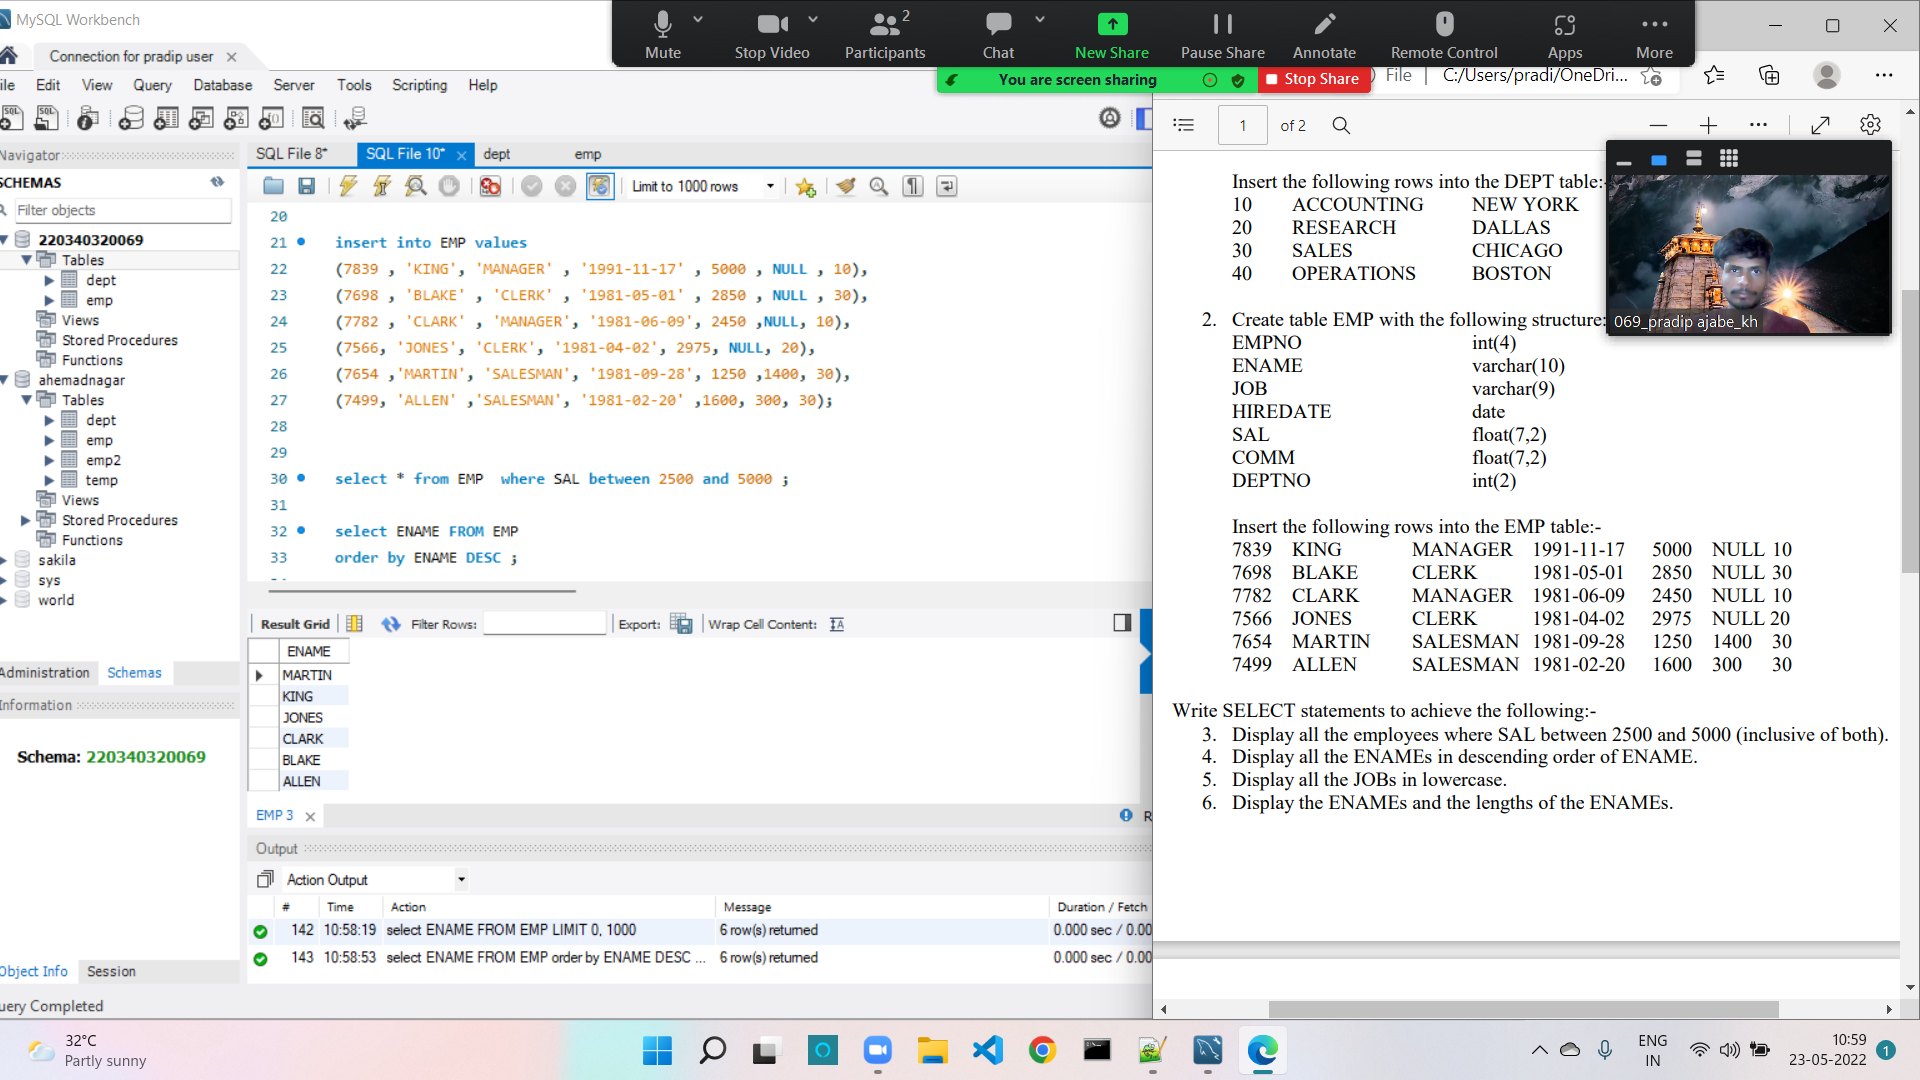 MySQL Workbench
Mute
Stop Video
Participants
2
Chat
New Share
Pause Share
Annotate
Remote Control
Apps
More
You are screen sharing
Stop Share
Connection for pradip user
ile Edit View Query Database Server Tools Scripting Help
File
C:/Users/pradi/OneDri...
1 of 2
Navigator
SCHEMAS
Filter objects
220340320069
Tables
dept
emp
Views
Stored Procedures
Functions
ahemadnagar
Tables
dept
emp
emp2
temp
Views
Stored Procedures
Functions
sakila
sys
world
Administration Schemas
Information
Schema: 220340320069
Object Info Session
uery Completed
SQL File 8* SQL File 10* dept emp
Limit to 1000 rows
20
21 insert into EMP values
22 (7839 , 'KING', 'MANAGER' , '1991-11-17' , 5000 , NULL , 10),
23 (7698 , 'BLAKE' , 'CLERK' , '1981-05-01' , 2850 , NULL , 30),
24 (7782 , 'CLARK' , 'MANAGER', '1981-06-09', 2450 ,NULL, 10),
25 (7566, 'JONES', 'CLERK', '1981-04-02', 2975, NULL, 20),
26 (7654 ,'MARTIN', 'SALESMAN', '1981-09-28', 1250 ,1400, 30),
27 (7499, 'ALLEN' ,'SALESMAN', '1981-02-20' ,1600, 300, 30);
28
29
30 select * from EMP where SAL between 2500 and 5000 ;
31
32 select ENAME FROM EMP
33 order by ENAME DESC ;
Result Grid Filter Rows: Export: Wrap Cell Content:
ENAME
MARTIN
KING
JONES
CLARK
BLAKE
ALLEN
EMP 3
R
Output
Action Output
# Time Action Message Duration / Fetch
142 10:58:19 select ENAME FROM EMP LIMIT 0, 1000 6 row(s) returned 0.000 sec / 0.00
143 10:58:53 select ENAME FROM EMP order by ENAME DESC ... 6 row(s) returned 0.000 sec / 0.00
Insert the following rows into the DEPT table:-
10 ACCOUNTING NEW YORK
20 RESEARCH DALLAS
30 SALES CHICAGO
40 OPERATIONS BOSTON
069_pradip ajabe_kh
2. Create table EMP with the following structure:
EMPNO int(4)
ENAME varchar(10)
JOB varchar(9)
HIREDATE date
SAL float(7,2)
COMM float(7,2)
DEPTNO int(2)
Insert the following rows into the EMP table:-
7839 KING MANAGER 1991-11-17 5000 NULL 10
7698 BLAKE CLERK 1981-05-01 2850 NULL 30
7782 CLARK MANAGER 1981-06-09 2450 NULL 10
7566 JONES CLERK 1981-04-02 2975 NULL 20
7654 MARTIN SALESMAN 1981-09-28 1250 1400 30
7499 ALLEN SALESMAN 1981-02-20 1600 300 30
Write SELECT statements to achieve the following:-
3. Display all the employees where SAL between 2500 and 5000 (inclusive of both).
4. Display all the ENAMEs in descending order of ENAME.
5. Display all the JOBs in lowercase.
6. Display the ENAMEs and the lengths of the ENAMEs.
32°C
Partly sunny
ENG
IN
10:59
23-05-2022
1